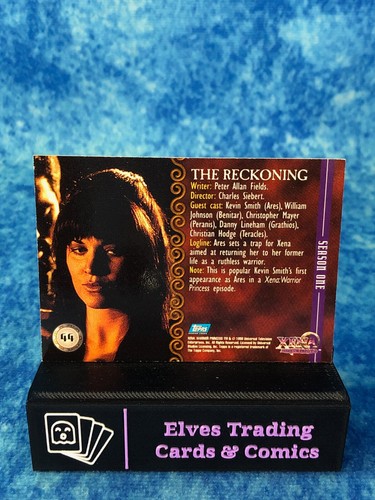 THE RECKONING
Writer: Peter Allan Fields.
Director: Charles Siebert.
Guest cast: Kevin Smith (Ares), William
Johnson (Benitar), Christopher Mayer
(Peranis), Danny Lineham (Grathios),
Christian Hodge (Teracles).
Logline: Ares sets a trap for Xena
aimed at returning her to her former
life as a ruthless warrior.
Note: This is popular Kevin Smith's first
appearance as Ares in a Xena:Warrior
Princess episode.
SEASON ONE
44
TOPPS
XENA
Elves Trading
Cards & Comics